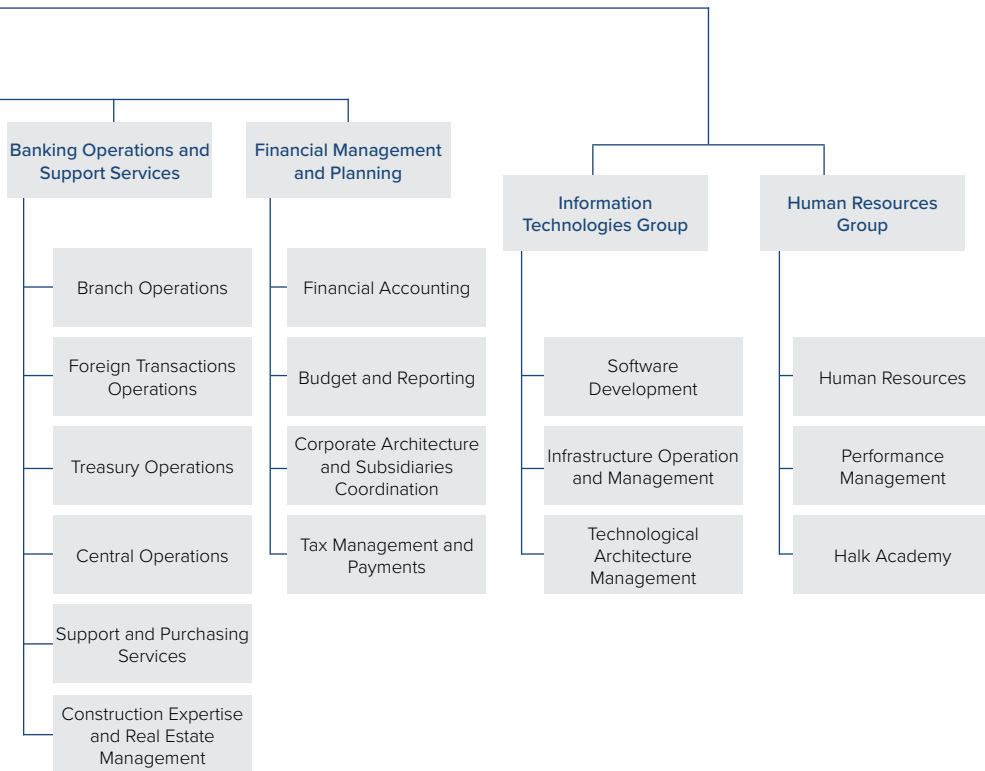 Banking Operations and
Support Services
Branch Operations
Foreign Transactions
Operations
Treasury Operations
Central Operations
Support and Purchasing
Services
Construction Expertise
and Real Estate
Management
Financial Management
and Planning
Financial Accounting
Budget and Reporting
Corporate Architecture
and Subsidiaries
Coordination
Tax Management and
Payments
Information
Technologies Group
Software
Development
Infrastructure Operation
and Management
Technological
Architecture
Management
Human Resources
Group
Human Resources
Performance
Management
Halk Academy